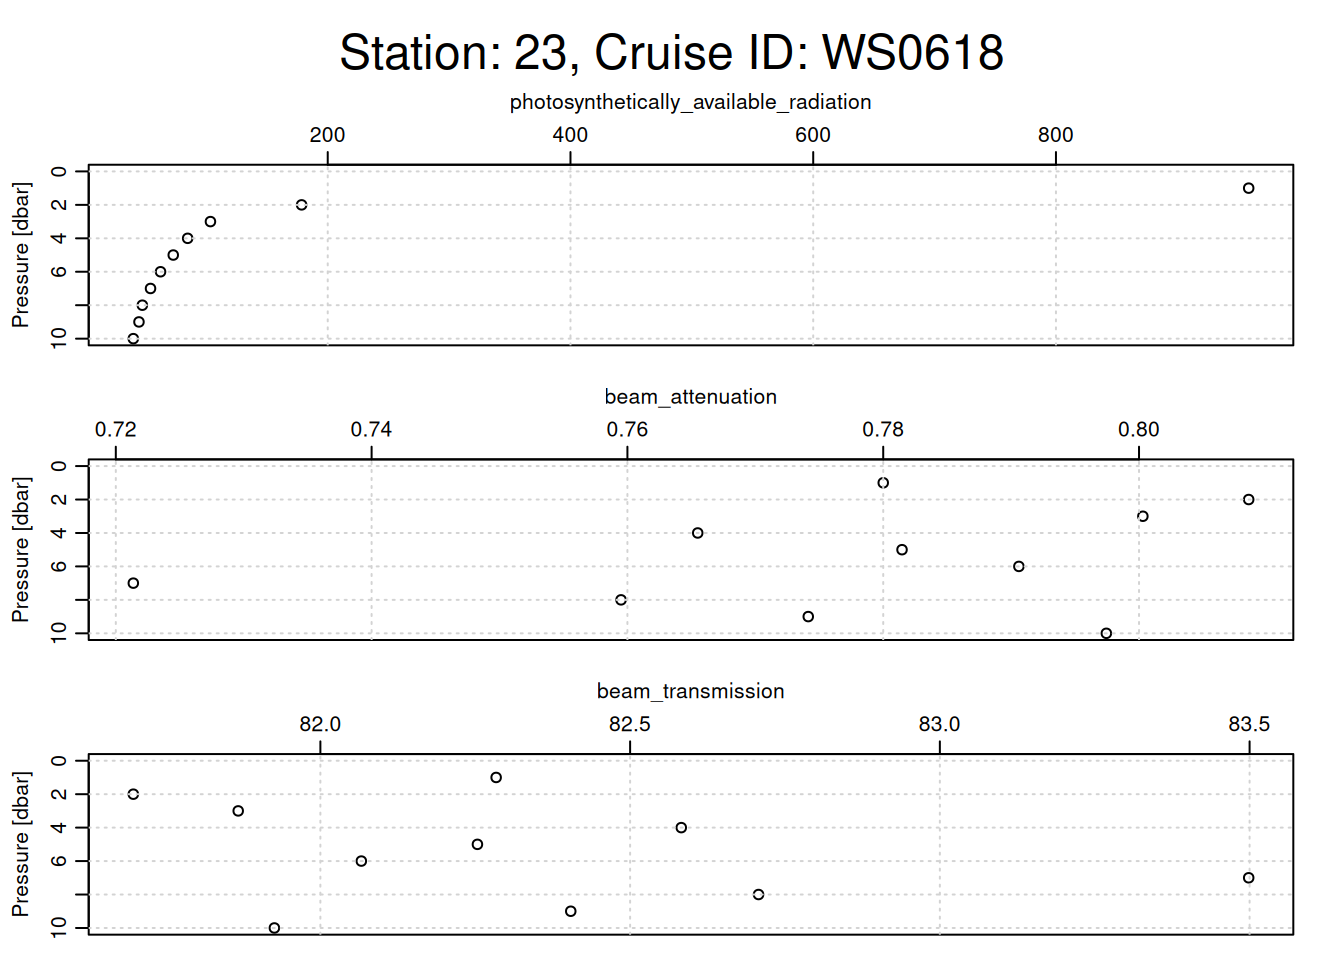 Station: 23, Cruise ID: WS0618
photosynthetically_available_radiation
200 400 600 800
Pressure [dbar]
0
2
4
6
10
beam_attenuation
0.72 0.74 0.76 0.78 0.80
Pressure [dbar]
0
2
4
6
10
beam_transmission
82.0 82.5 83.0 83.5
Pressure [dbar]
0
2
4
6
10